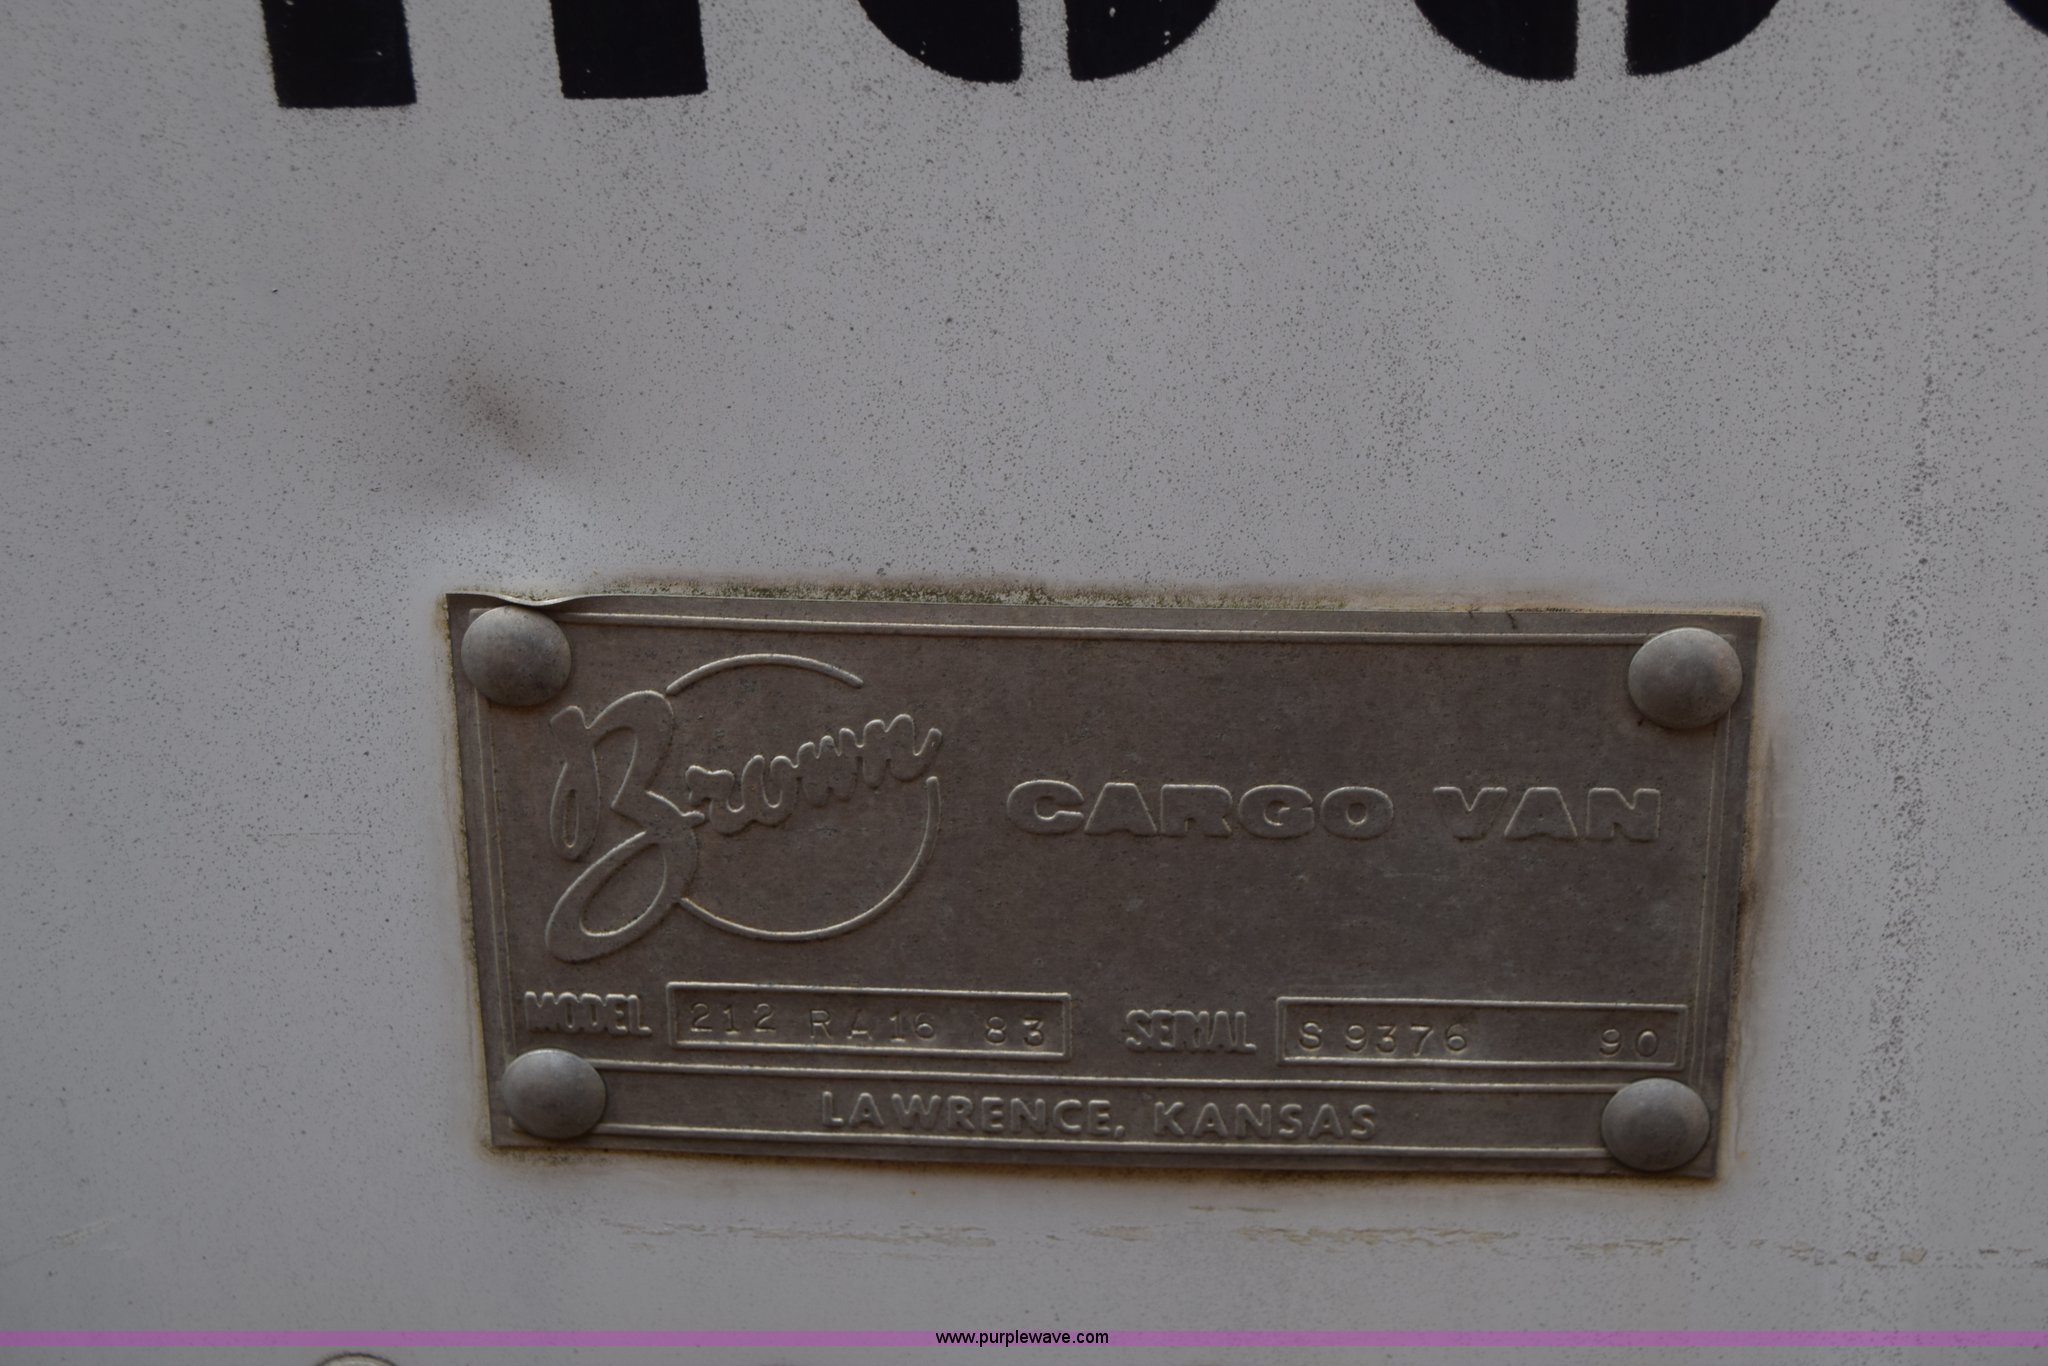 Brown CARGO VAN
MODEL 212 RA16 83 SERIAL S9376 90
LAWRENCE, KANSAS
www.purplewave.com